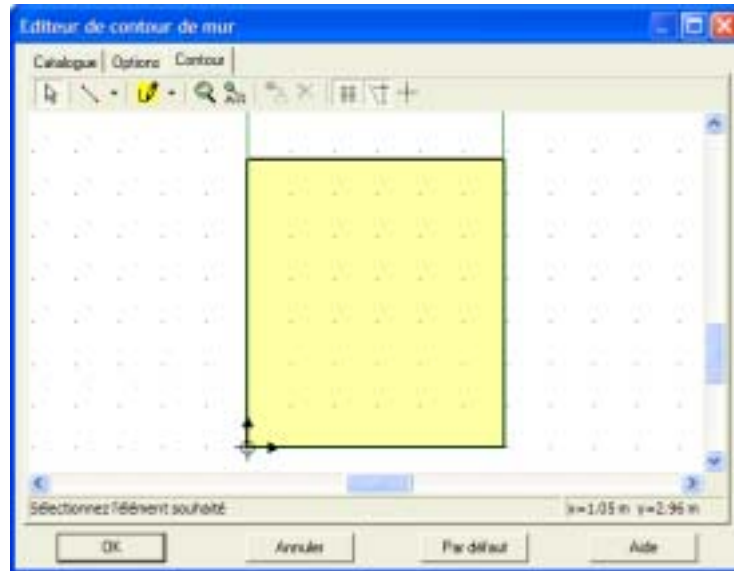 Editeur de contour de mur
Catalogue Options Contour
Sélectionnez l'élément souhaité x=1.05 m y=2.96 m
OK Annuler Par défaut Aide